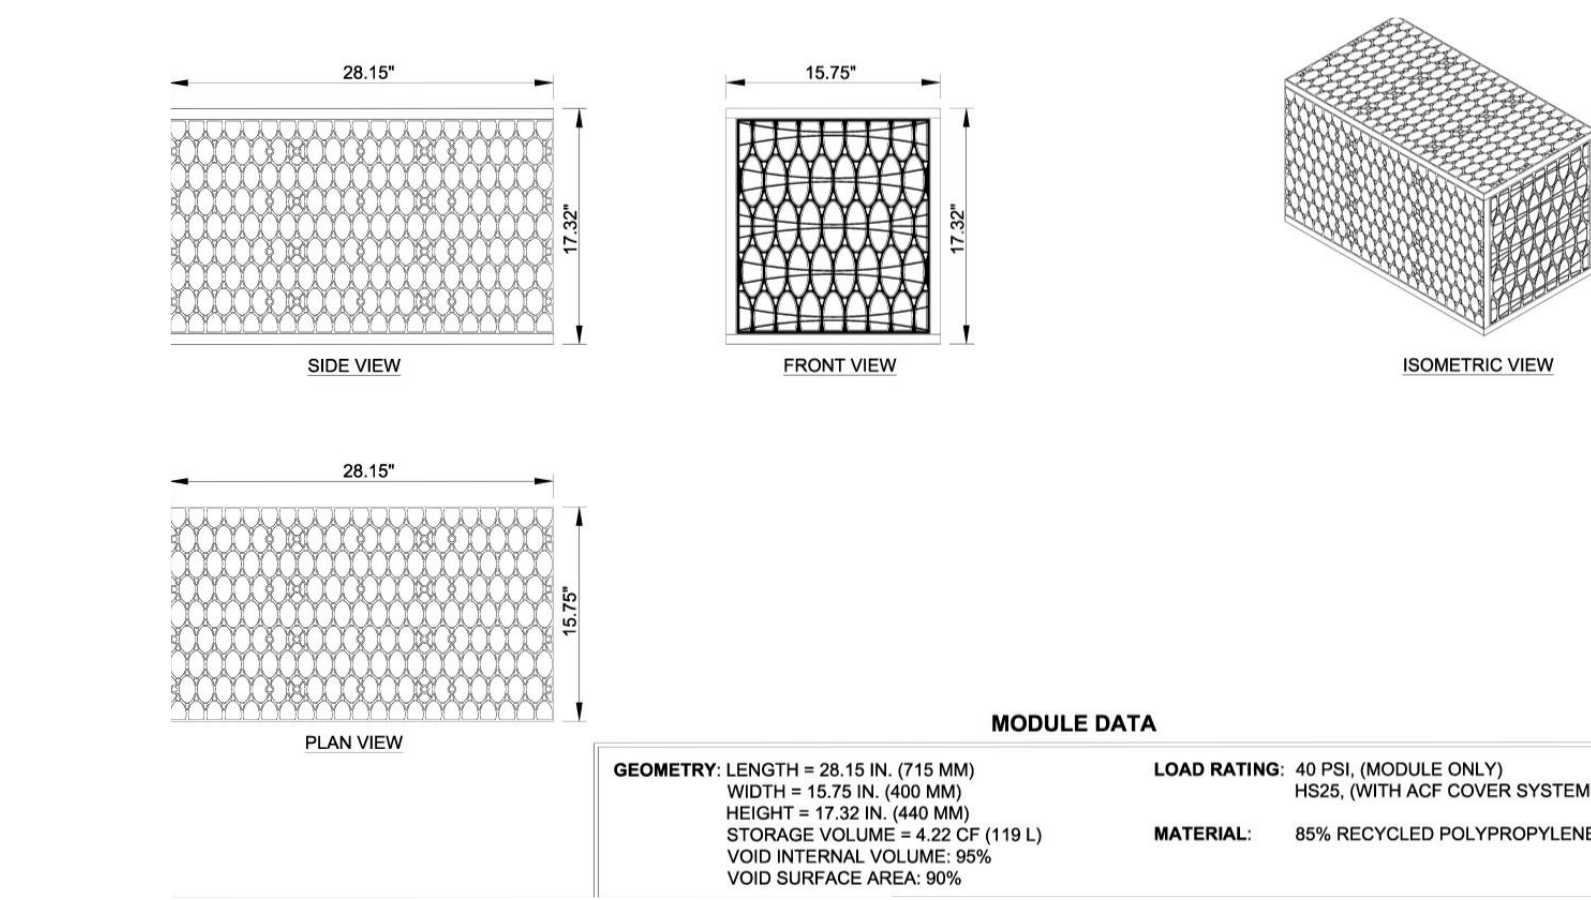 28.15"
17.32"
SIDE VIEW
15.75"
17.32"
FRONT VIEW
ISOMETRIC VIEW
28.15"
15.75"
PLAN VIEW
MODULE DATA
GEOMETRY: LENGTH = 28.15 IN. (715 MM)
WIDTH = 15.75 IN. (400 MM)
HEIGHT = 17.32 IN. (440 MM)
STORAGE VOLUME = 4.22 CF (119 L)
VOID INTERNAL VOLUME: 95%
VOID SURFACE AREA: 90%
LOAD RATING: 40 PSI, (MODULE ONLY)
HS25, (WITH ACF COVER SYSTEM
MATERIAL: 85% RECYCLED POLYPROPYLENE